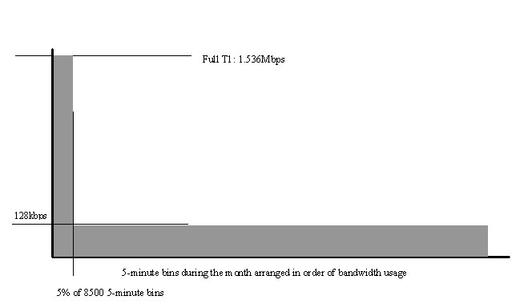 Full T1: 1.536Mbps
128kbps
5-minute bins during the month arranged in order of bandwidth usage
5% of 8500 5-minute bins